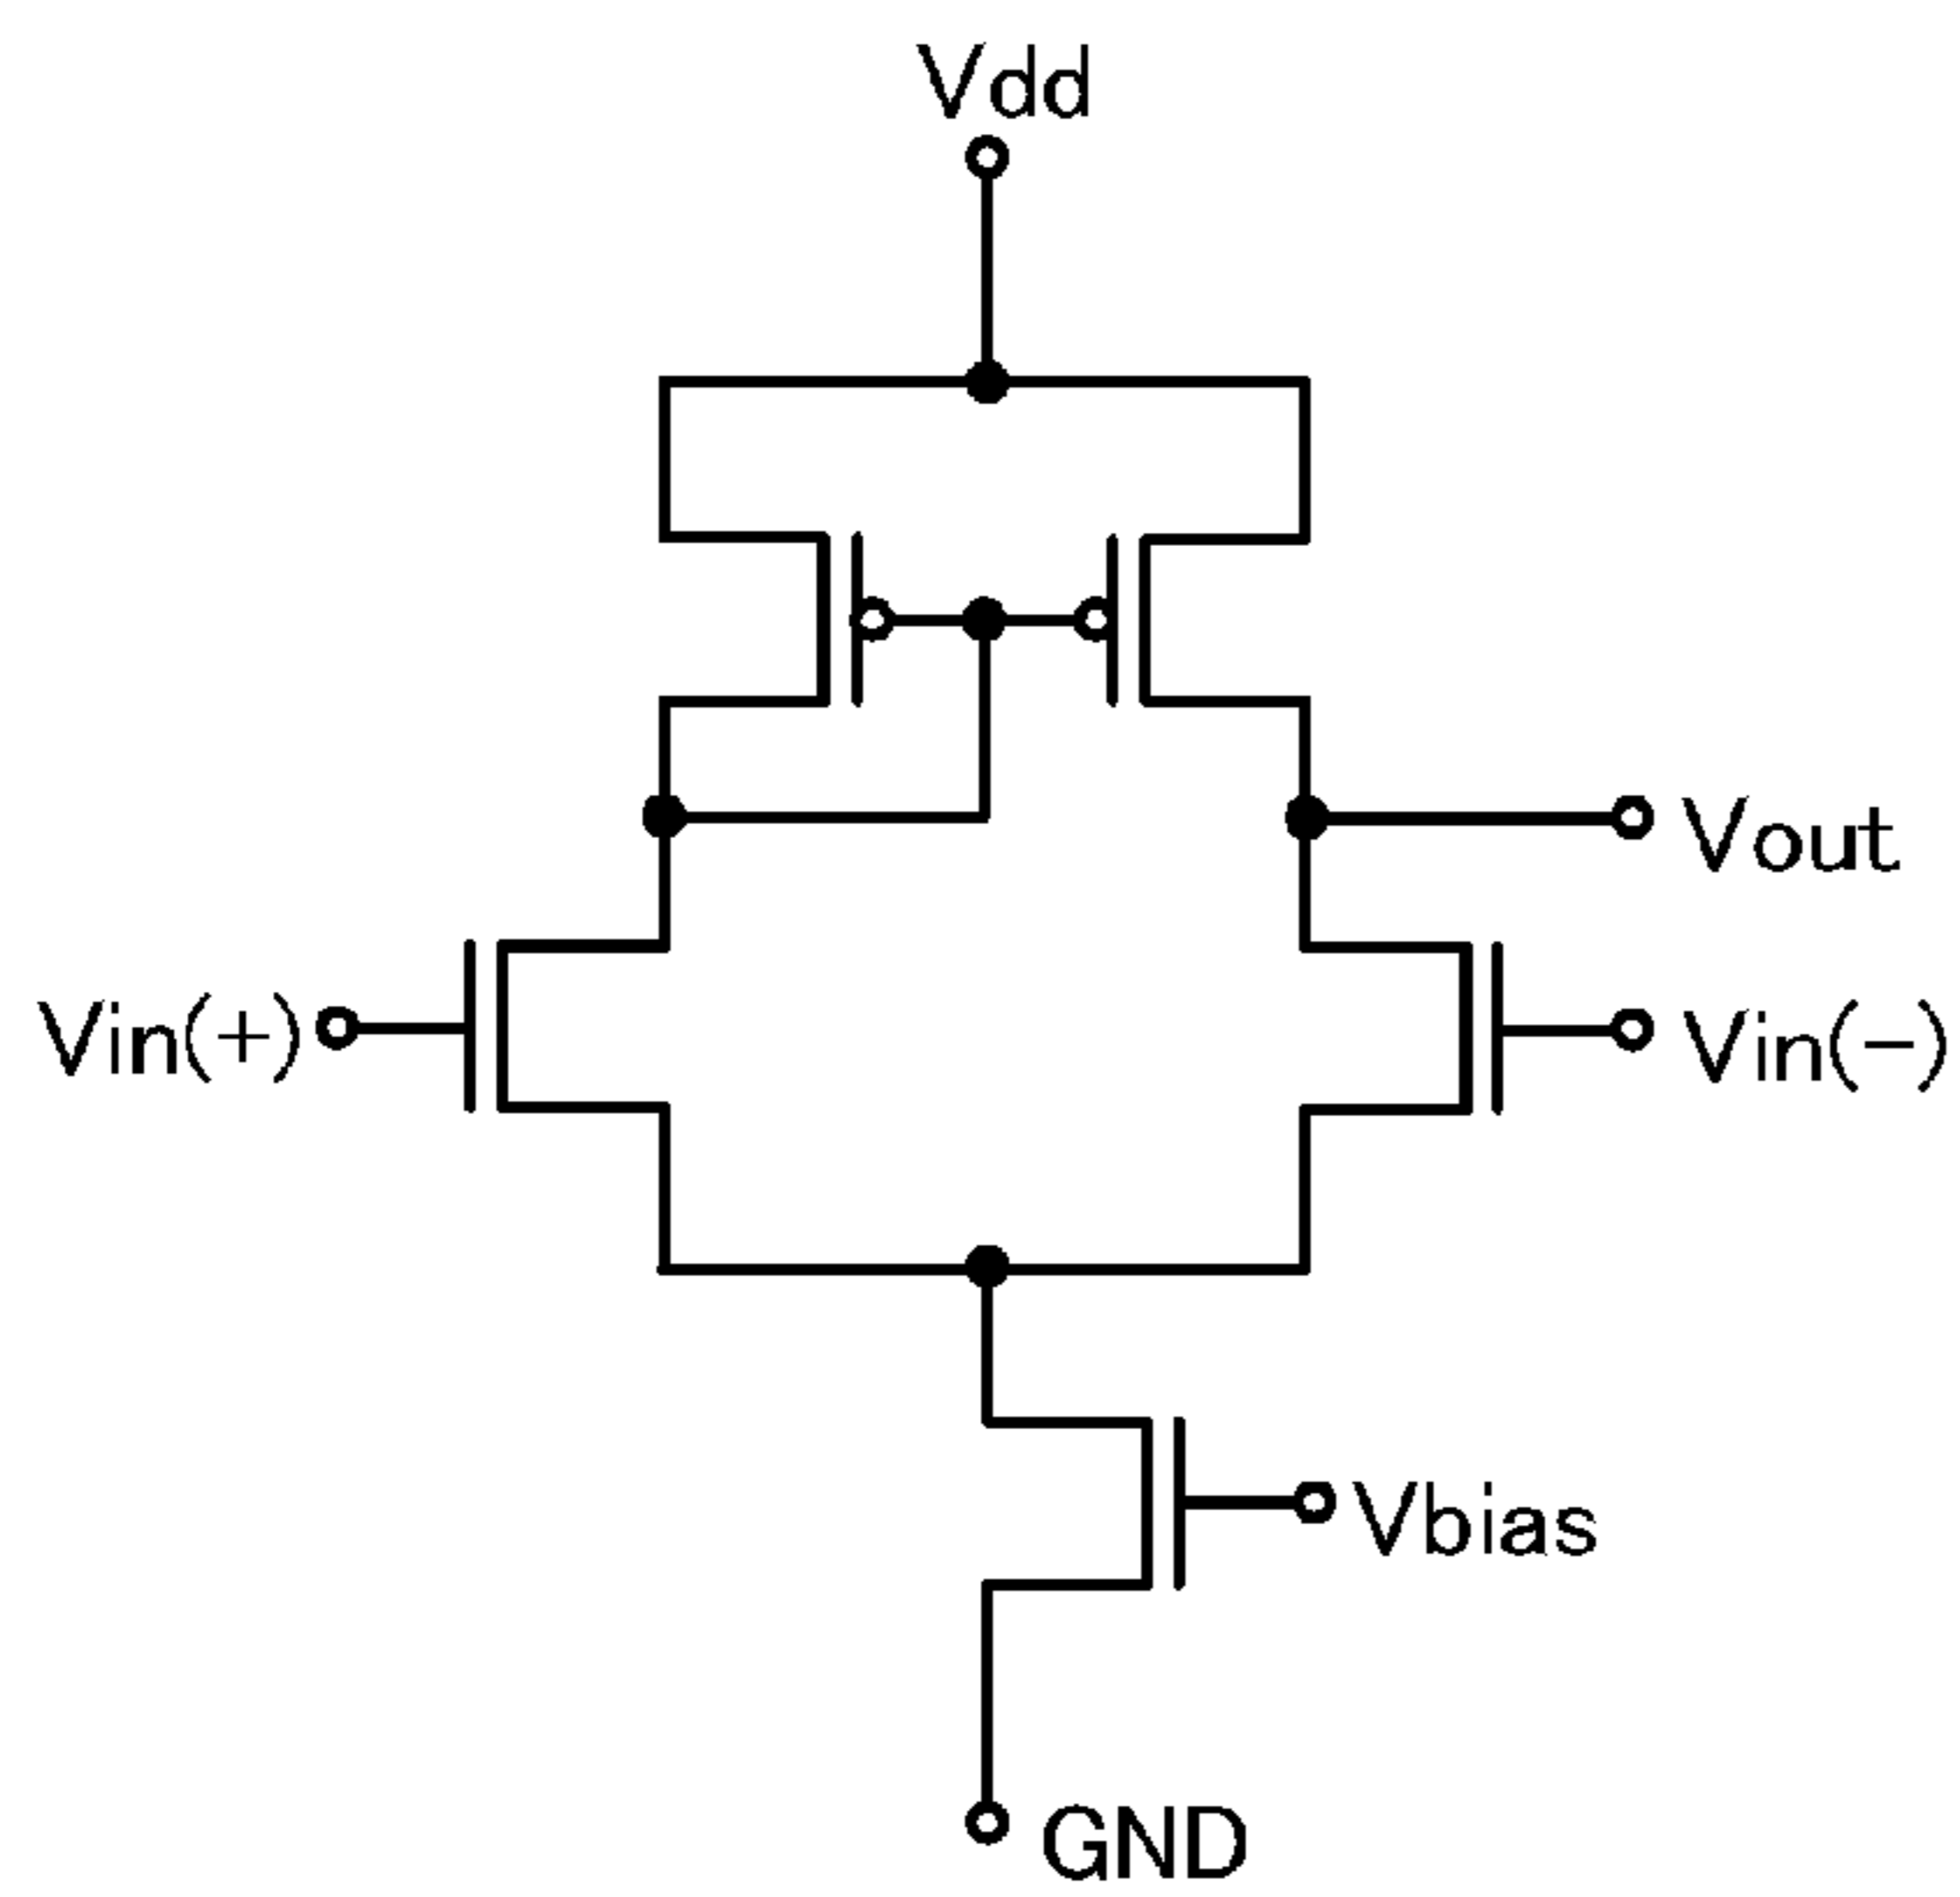 Vdd
Vout
Vin(+)
Vin(−)
Vbias
GND